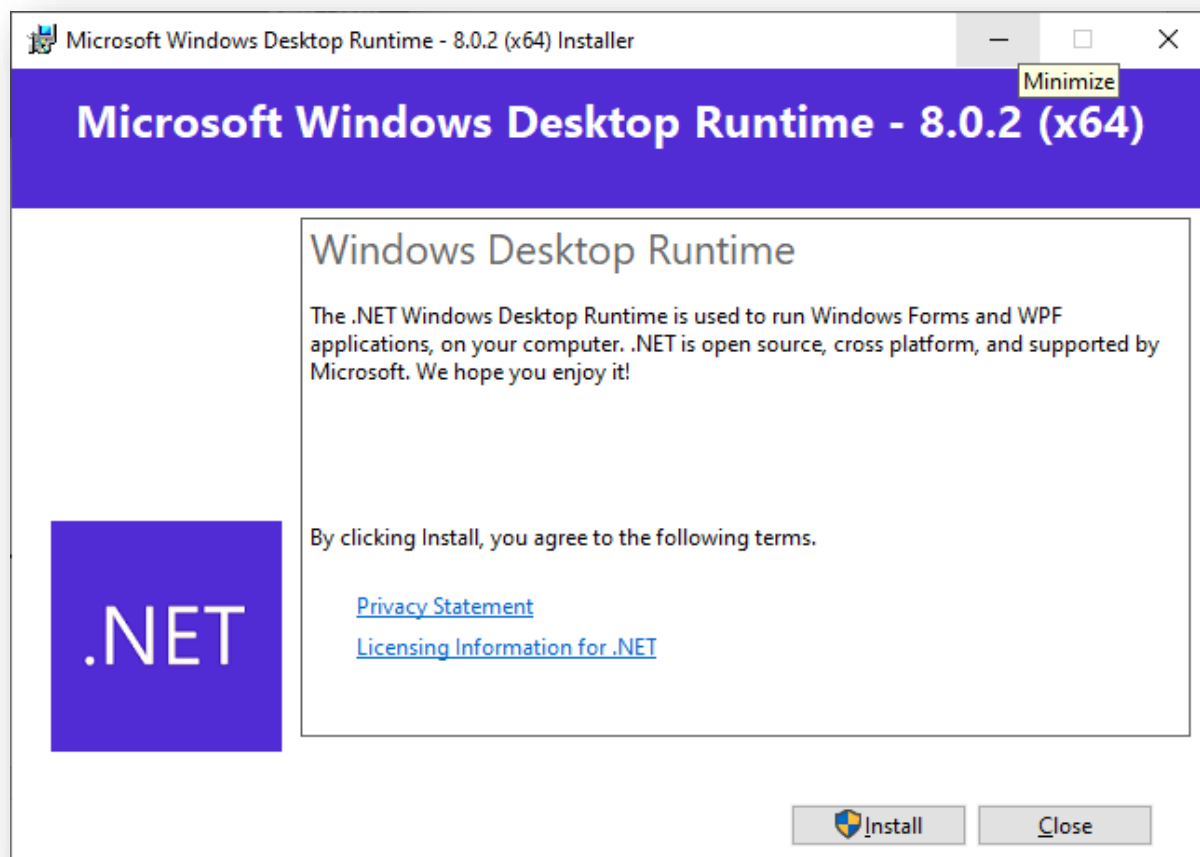 Microsoft Windows Desktop Runtime - 8.0.2 (x64) Installer
Minimize
Microsoft Windows Desktop Runtime - 8.0.2 (x64)
Windows Desktop Runtime
The .NET Windows Desktop Runtime is used to run Windows Forms and WPF
applications, on your computer. .NET is open source, cross platform, and supported by
Microsoft. We hope you enjoy it!
By clicking Install, you agree to the following terms.
Privacy Statement
Licensing Information for .NET
.NET
Install
Close